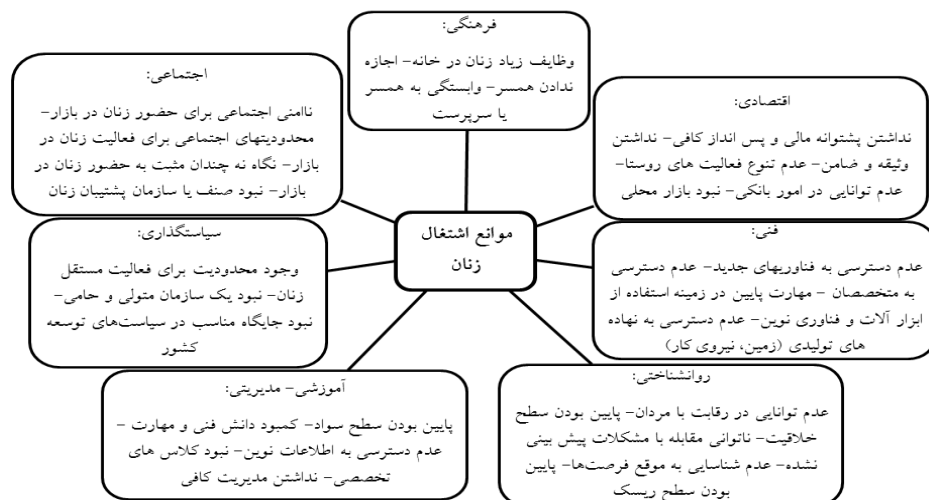 فرهنگی:
وظایف زیاد زنان در خانه- اجازه
ندادن همسر- وابستگی به همسر
یا سرپرست
اقتصادی:
نداشتن پشتوانه مالی و پس انداز کافی- نداشتن
وثیقه و ضامن- عدم تنوع فعالیت های روستا-
عدم توانایی در امور بانکی- نبود بازار محلی
اجتماعی:
ناامنی اجتماعی برای حضور زنان در بازار-
محدودیتهای اجتماعی برای فعالیت زنان در
بازار- نگاه نه چندان مثبت به حضور زنان در
بازار- نبود صنف یا سازمان پشتیبان زنان
موانع اشتغال
زنان
فنی:
عدم دسترسی به فناوریهای جدید- عدم دسترسی
به متخصصان - مهارت پایین در زمینه استفاده از
ابزار آلات و فناوری نوین- عدم دسترسی به نهاده
های تولیدی (زمین، نیروی کار)
سیاستگذاری:
وجود محدودیت برای فعالیت مستقل
زنان- نبود یک سازمان متولی و حامی-
نبود جایگاه مناسب در سیاست‌های توسعه
کشور
روانشناختی:
عدم توانایی در رقابت با مردان- پایین بودن سطح
خلاقیت- ناتوانی مقابله با مشکلات پیش بینی
نشده- عدم شناسایی به موقع فرصت‌ها- پایین
بودن سطح ریسک
آموزشی- مدیریتی:
پایین بودن سطح سواد- کمبود دانش فنی و مهارت -
عدم دسترسی به اطلاعات نوین- نبود کلاس های
تخصصی- نداشتن مدیریت کافی